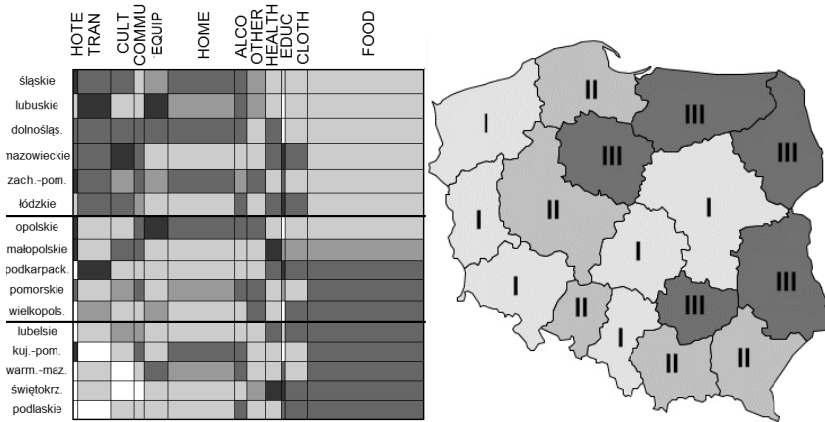 HOTE TRAN CULT COMMU EQUIP HOME ALCO OTHER HEALTH EDUC CLOTH FOOD
śląskie
lubuskie
dolnośląs.
mazowieckie
zach.-pom.
łódzkie
opolskie
małopolskie
podkarpack.
pomorskie
wielkopols.
lubelsie
kuj.-pom.
warm.-maz.
świętokrz.
podlaskie
II
III
I
III
III
II
I
I
I
III
I
III
II
I
II
II